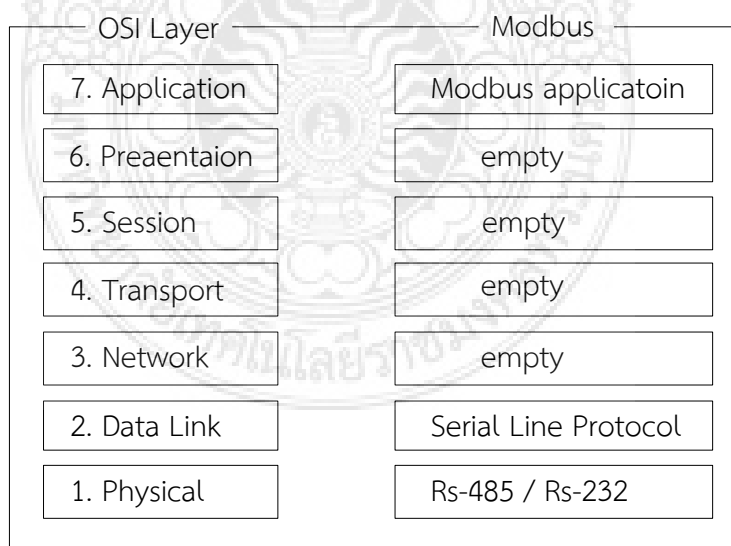 OSI Layer Modbus
7. Application Modbus applicatoin
6. Preaentaion empty
5. Session empty
4. Transport empty
3. Network empty
2. Data Link Serial Line Protocol
1. Physical Rs-485 / Rs-232